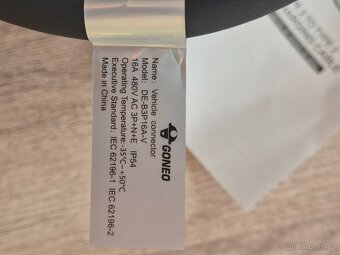 GONEO
Name: Vehicle connector
Model: DE-B3P16A-V
16A 480V AC 3P+N+E IP54
Operating Temperature:-35°C~+50°C
Executive Standard: IEC 62196-1 IEC 62196-2
Made in China